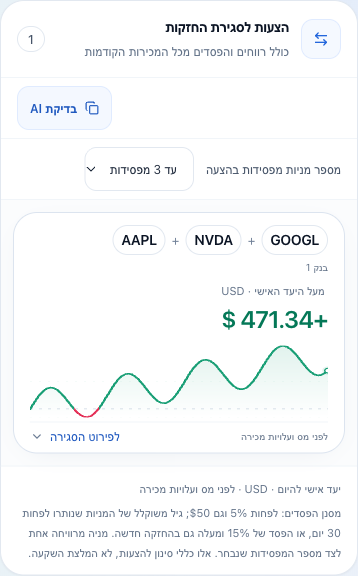 הצעות לסגירת החזקות
1
כולל רווחים והפסדים מכל המכירות הקודמות
בדיקת AI
מספר מניות מפסידות בהצעה
עד 3 מפסידות
GOOGL + NVDA + AAPL
בנק 1
מעל היעד האישי · USD
$ 471.34+
לפני מס ועלויות מכירה
לפירוט הסגירה
יעד אישי להיום · USD · לפני מס ועלויות מכירה
מסנן הפסדים: לפחות 5% וגם $50; גיל משוקלל של המניות שנותרו לפחות
30 יום, או הפסד של 15% ומעלה גם בהחזקה חדשה. מניה מרוויחה אחת
לצד מספר המפסידות שנבחר. אלו כללי סינון להצעות, לא המלצת השקעה.